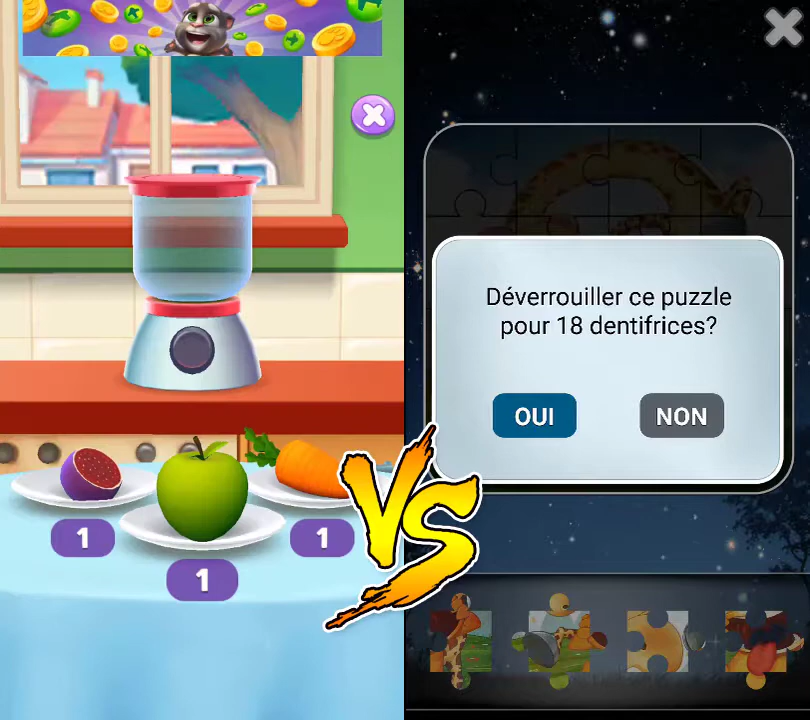 1
1
1
VS
Déverrouiller ce puzzle
pour 18 dentifrices?
OUI
NON